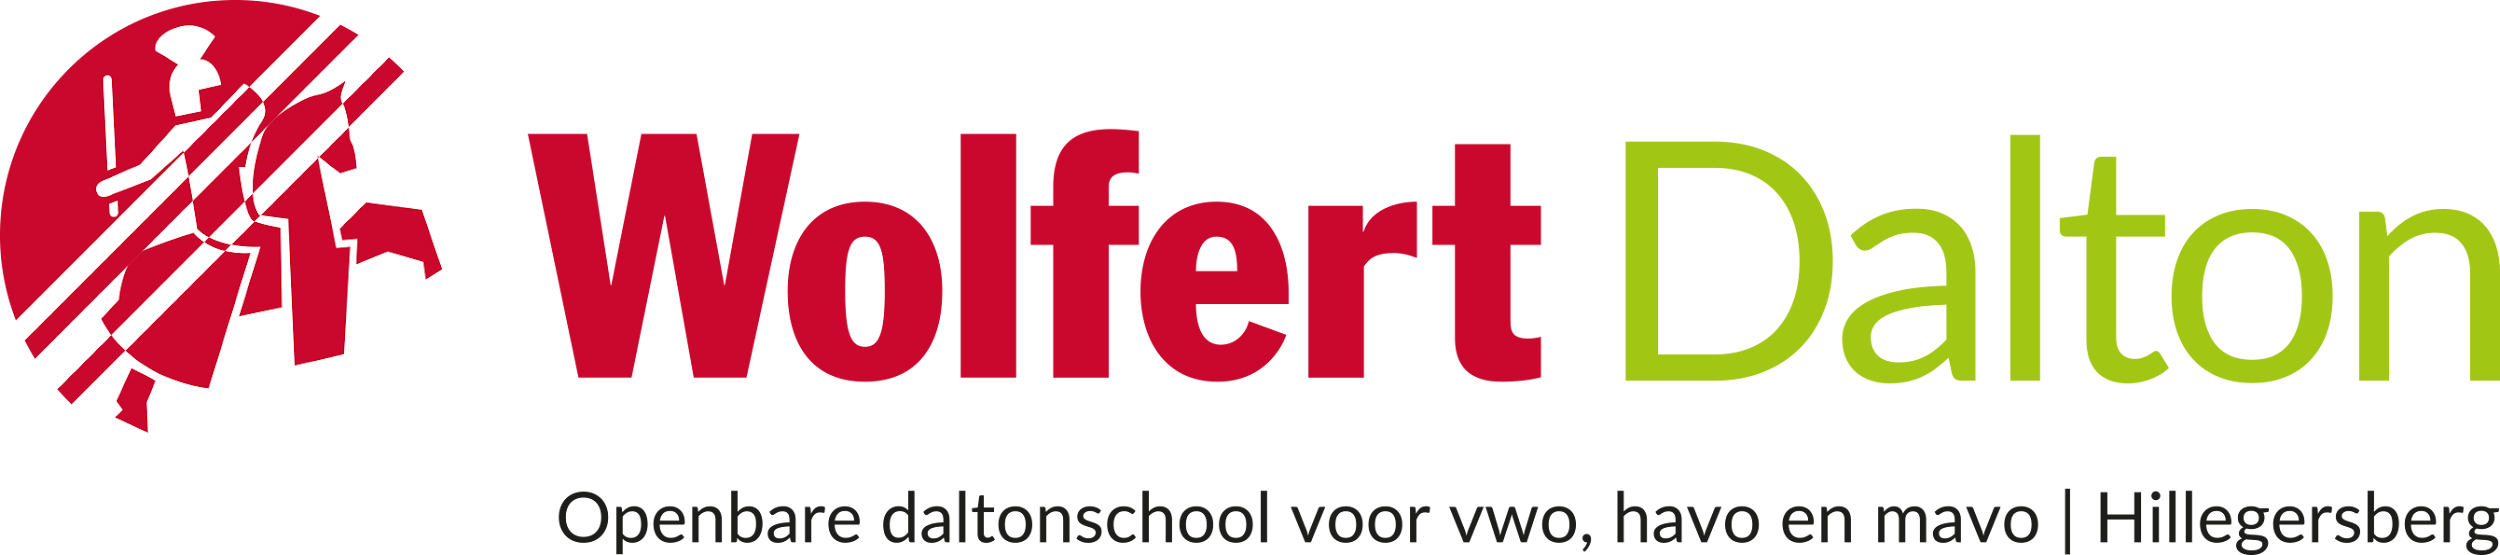 Wolfert Dalton
Openbare daltonschool voor vwo, havo en mavo | Hillegersberg